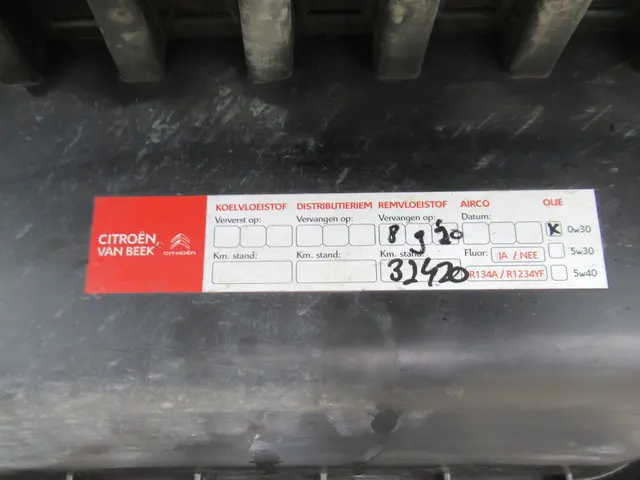 KOELVLOEISTOF DISTRIBUTIERIEM REMVLOEISTOF AIRCO OLIE
Ververst op: Vervangen op: Vervangen op: Datum:
8 9 20 X 0w30
CITROËN
VAN BEEK CITROËN
Km. stand: Km. stand: Km. stand: Fluor: JA / NEE 5w30
32420 R134A / R1234YF 5w40